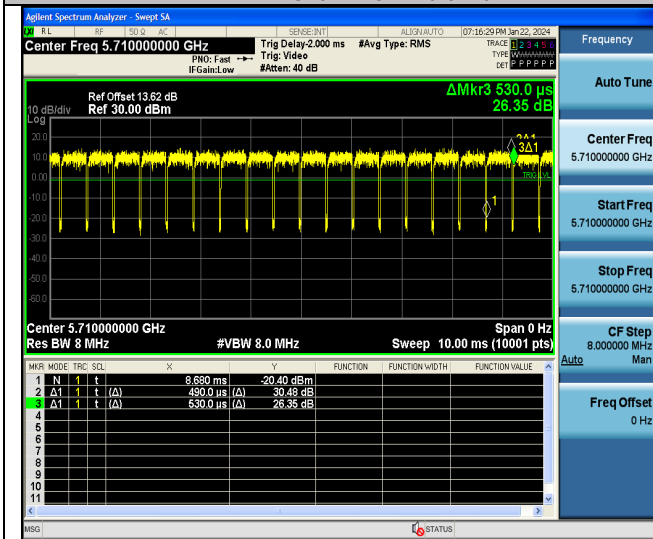 Agilent Spectrum Analyzer - Swept SA
LXI RL RF 50 Ω AC SENSE:INT ALIGN AUTO 07:16:29 PM Jan 22, 2024
Center Freq 5.710000000 GHz
PNO: Fast
IFGain:Low
Trig Delay-2.000 ms
Trig: Video
#Atten: 40 dB
#Avg Type: RMS
TRACE 1 2 3 4 5 6
TYPE WWWWWW
DET P P P P P P
ΔMkr3 530.0 µs
26.35 dB
Ref Offset 13.62 dB
10 dB/div Ref 30.00 dBm
Log
20.0
10.0
0.00
-10.0
-20.0
-30.0
-40.0
-50.0
-60.0
3Δ1
TRIG LVL
1
Center 5.710000000 GHz Span 0 Hz
Res BW 8 MHz #VBW 8.0 MHz Sweep 10.00 ms (10001 pts)
MKR MODE TRC SCL X Y FUNCTION FUNCTION WIDTH FUNCTION VALUE
1 N 1 t 8.680 ms -20.40 dBm
2 Δ1 1 t (Δ) 490.0 µs (Δ) 30.48 dB
3 Δ1 1 t (Δ) 530.0 µs (Δ) 26.35 dB
4
5
6
7
8
9
10
11
MSG STATUS
Frequency
Auto Tune
Center Freq
5.710000000 GHz
Start Freq
5.710000000 GHz
Stop Freq
5.710000000 GHz
CF Step
8.000000 MHz
Auto Man
Freq Offset
0 Hz